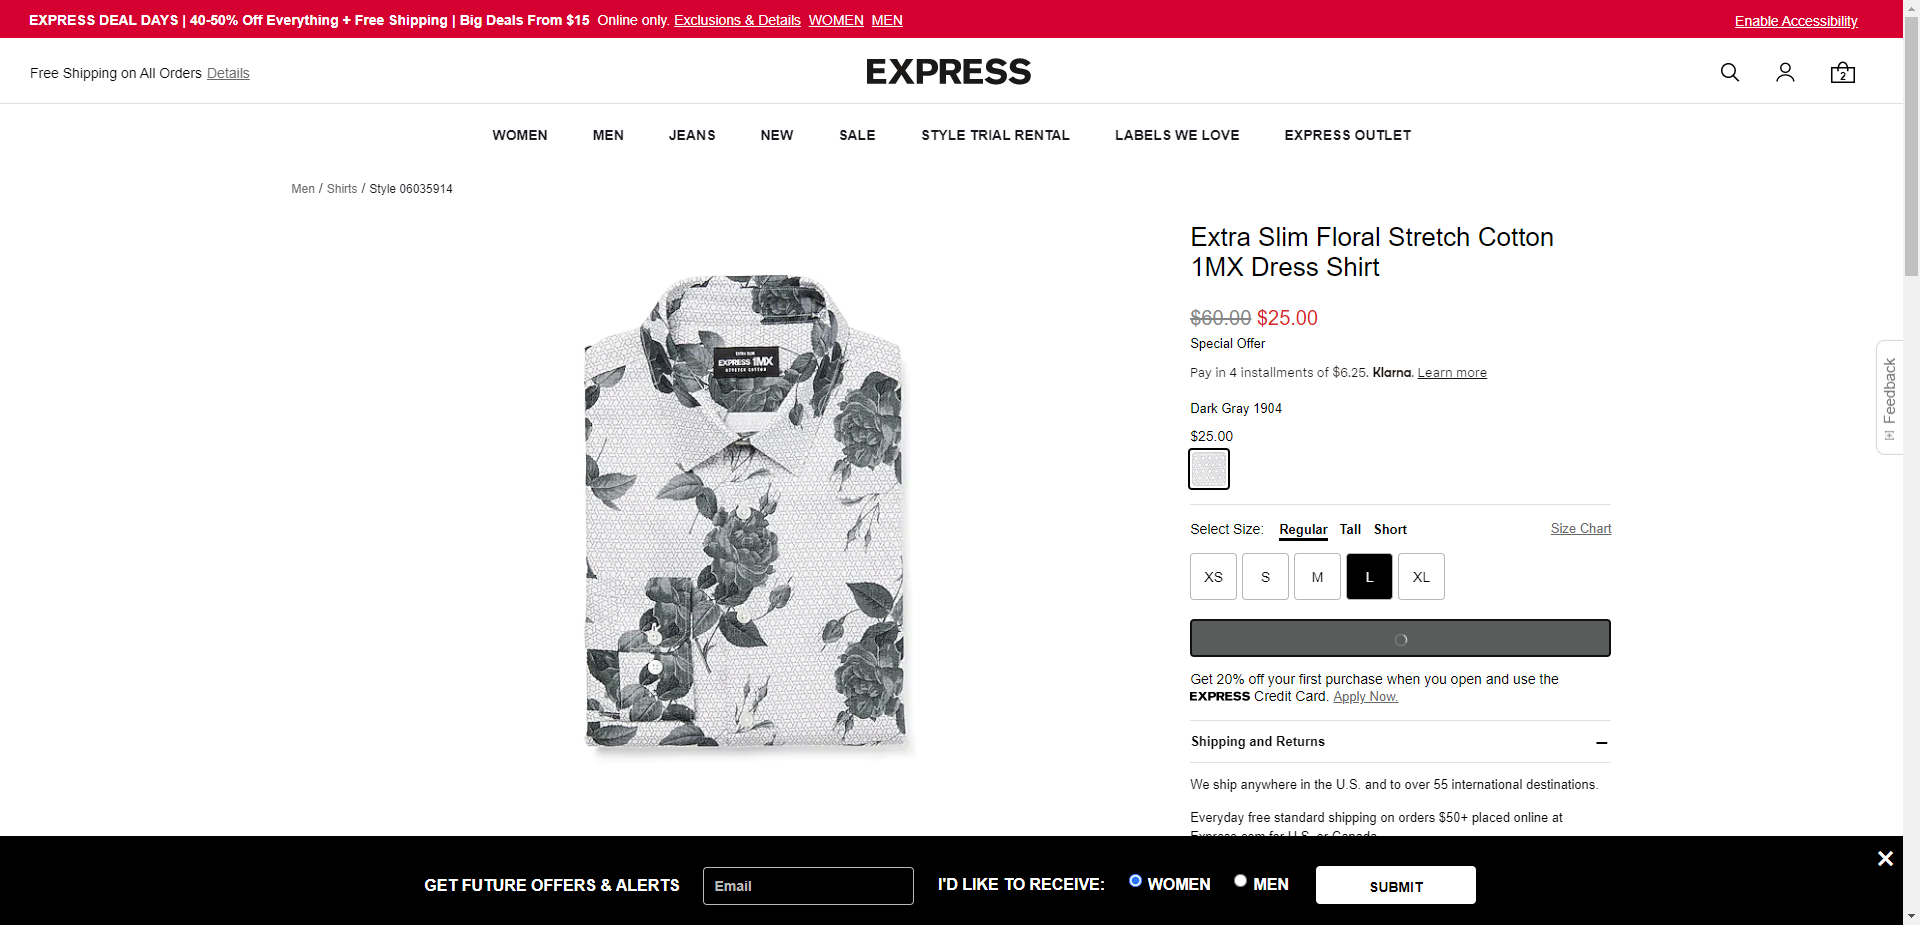 EXPRESS DEAL DAYS | 40-50% Off Everything + Free Shipping | Big Deals From $15 Online only. Exclusions & Details WOMEN MEN
Enable Accessibility
Free Shipping on All Orders Details
EXPRESS
2
WOMEN MEN JEANS NEW SALE STYLE TRIAL RENTAL LABELS WE LOVE EXPRESS OUTLET
Men / Shirts / Style 06035914
Extra Slim Floral Stretch Cotton
1MX Dress Shirt
$60.00 $25.00
Special Offer
Pay in 4 installments of $6.25. Klarna. Learn more
Dark Gray 1904
$25.00
Select Size: Regular Tall Short Size Chart
XS S M L XL
Get 20% off your first purchase when you open and use the
EXPRESS Credit Card. Apply Now.
Shipping and Returns
We ship anywhere in the U.S. and to over 55 international destinations.
Everyday free standard shipping on orders $50+ placed online at
Express.com for U.S. or Canada
EXTRA SLIM
EXPRESS 1MX
STRETCH COTTON
Feedback
GET FUTURE OFFERS & ALERTS Email I'D LIKE TO RECEIVE: WOMEN MEN SUBMIT